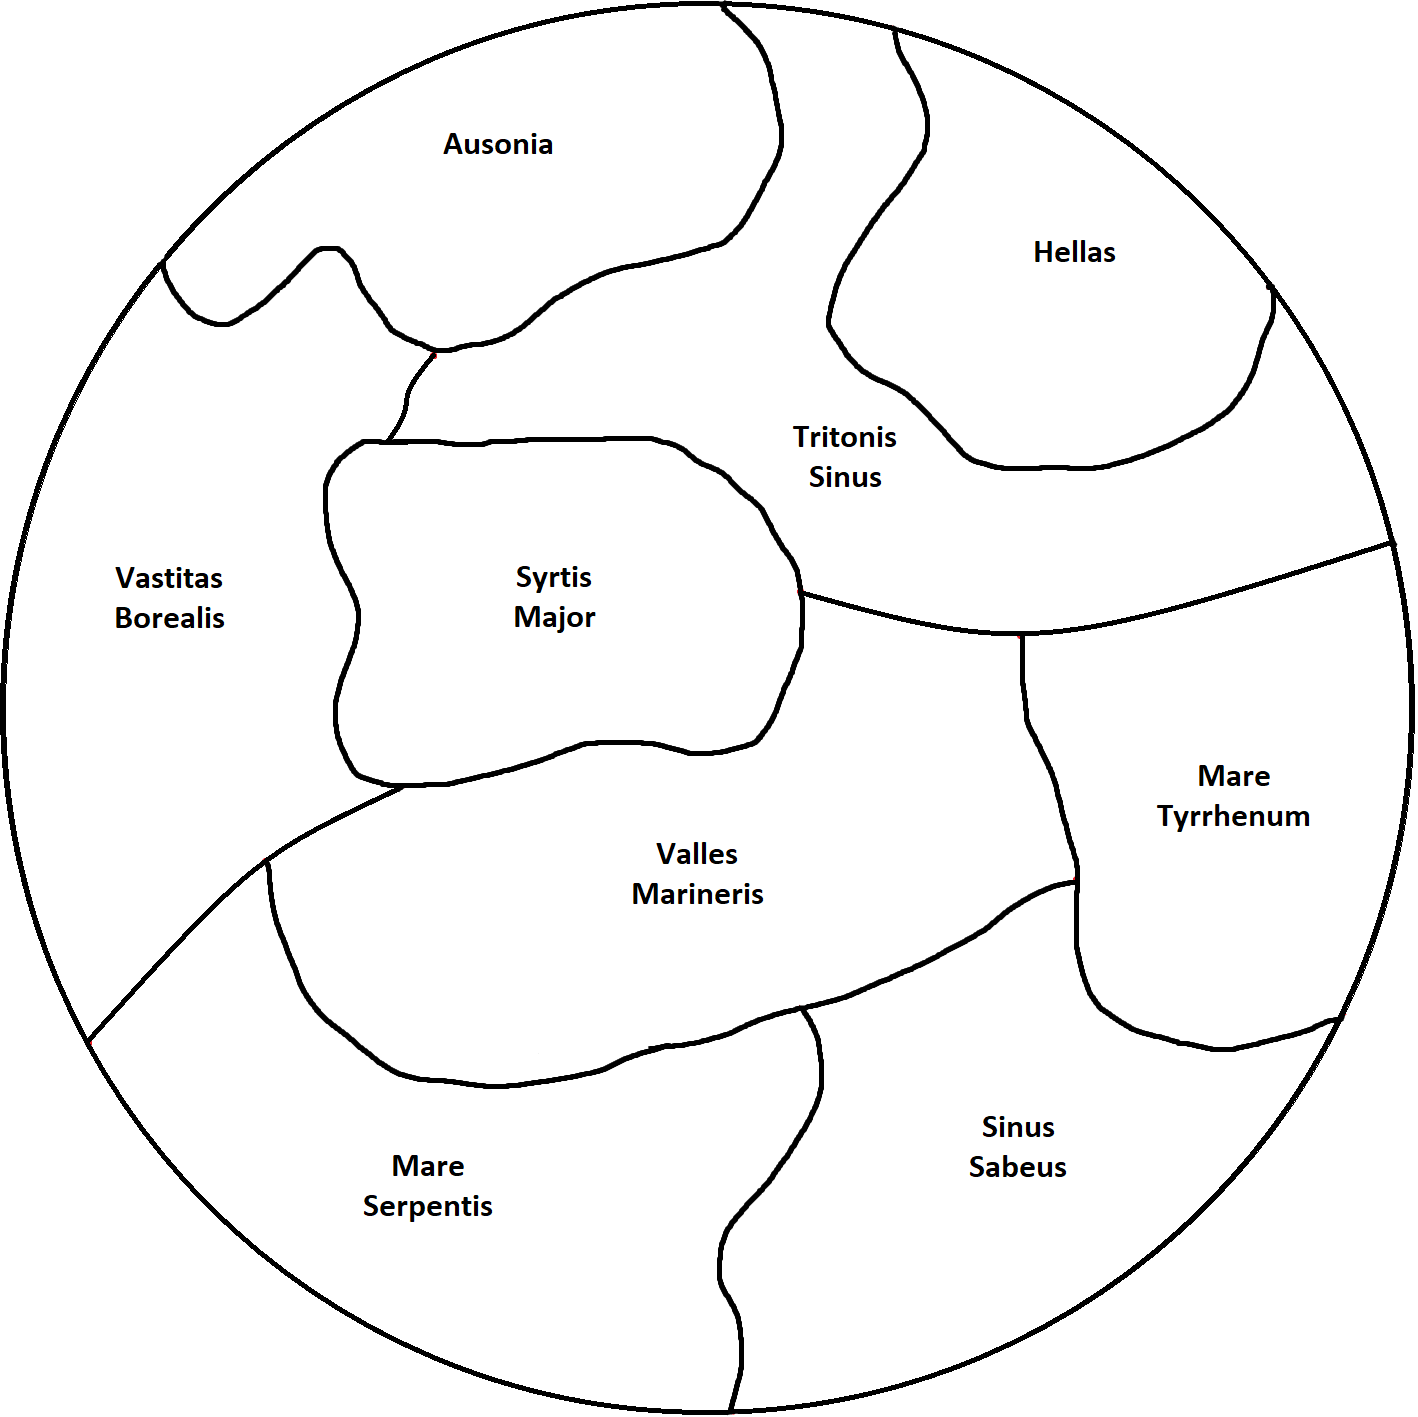 Ausonia
Hellas
Tritonis
Sinus
Vastitas
Borealis
Syrtis
Major
Mare
Tyrrhenum
Valles
Marineris
Sinus
Sabeus
Mare
Serpentis